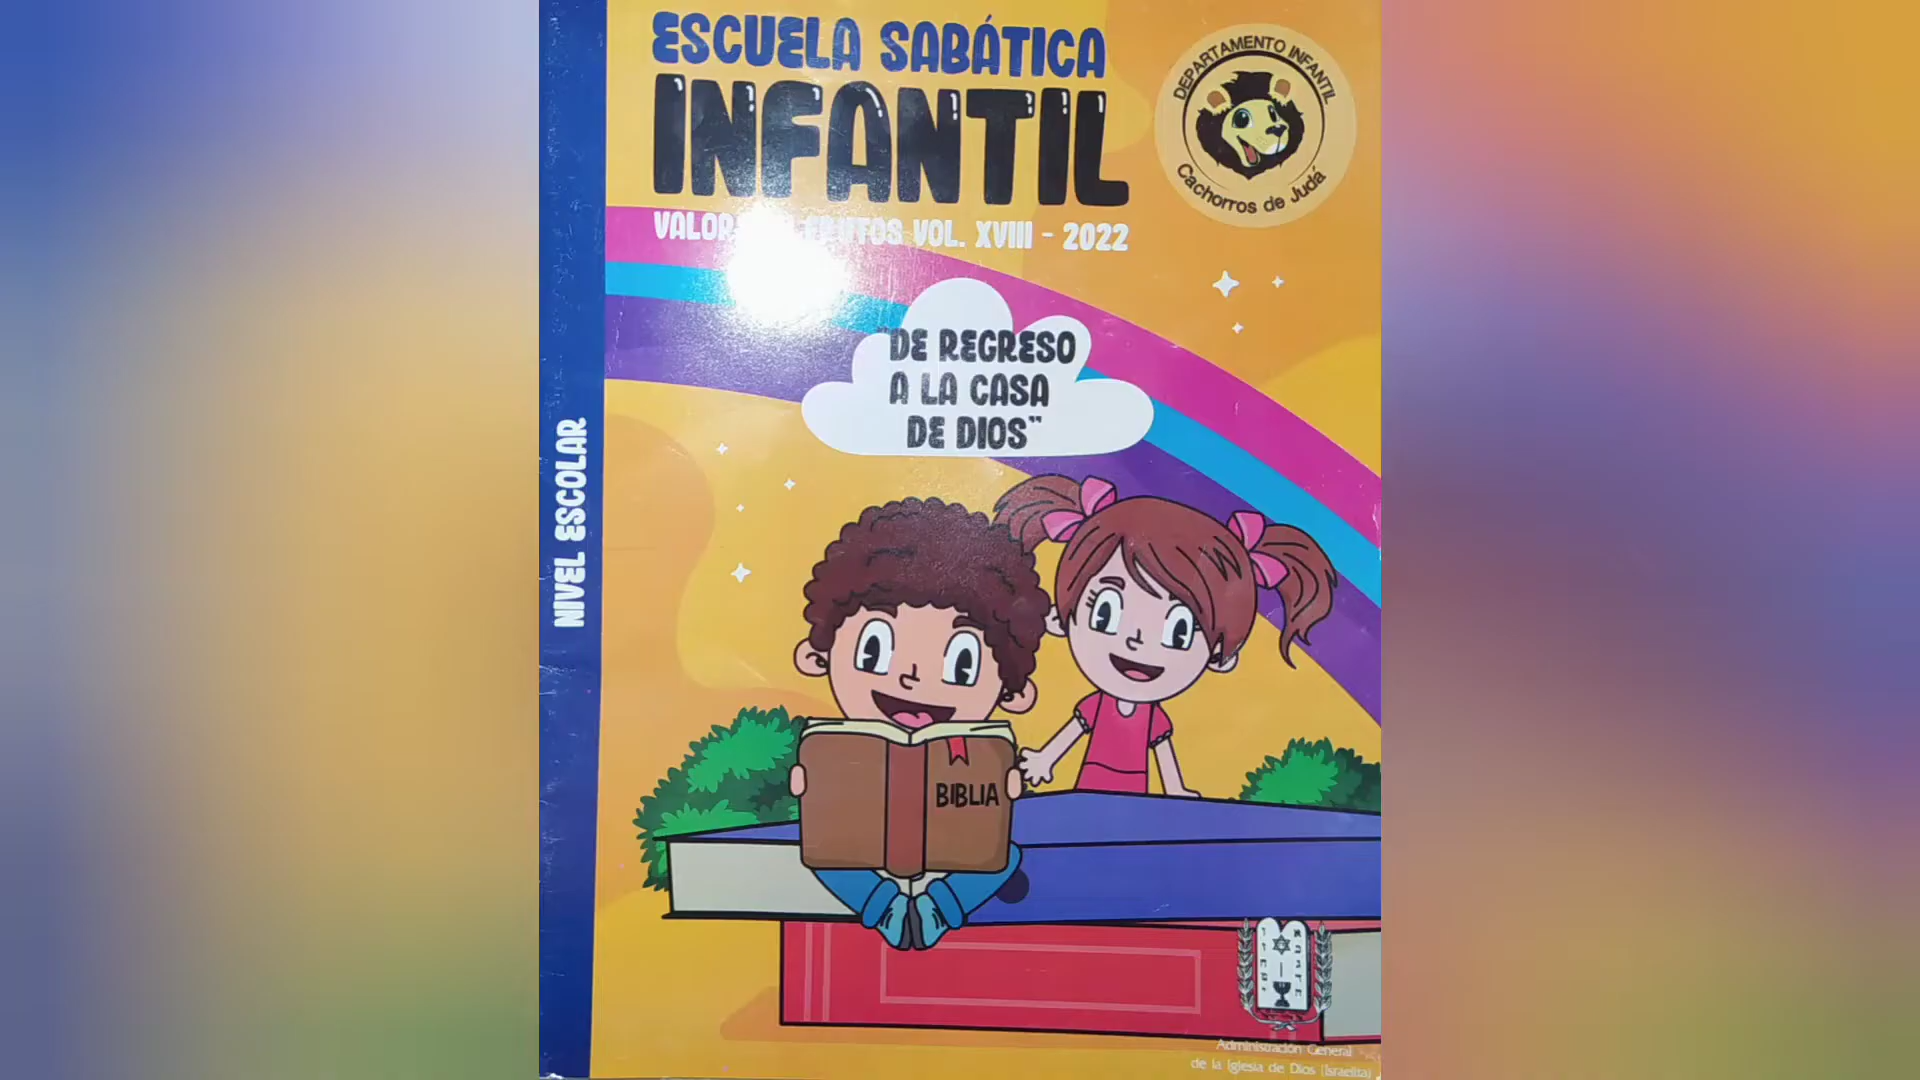 ESCUELA SABÁTICA
INFANTIL
VOL. XVIII - 2022
DEPARTAMENTO INFANTIL
Cachorros de Judá
"DE REGRESO
A LA CASA
DE DIOS"
NIVEL ESCOLAR
BIBLIA
Administración General
de la Iglesia de Dios (Israelita)